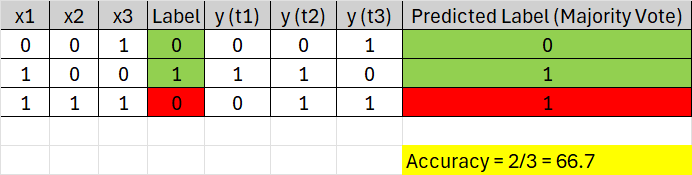 x1 x2 x3 Label y (t1) y (t2) y (t3) Predicted Label (Majority Vote)
0 0 1 0 0 0 1 0
1 0 0 1 1 1 0 1
1 1 1 0 0 1 1 1
Accuracy = 2/3 = 66.7